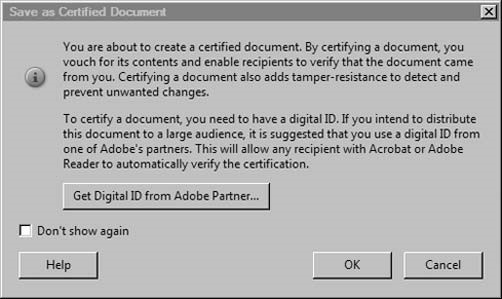 Save as Certified Document
You are about to create a certified document. By certifying a document, you
vouch for its contents and enable recipients to verify that the document came
from you. Certifying a document also adds tamper-resistance to detect and
prevent unwanted changes.
To certify a document, you need to have a digital ID. If you intend to distribute
this document to a large audience, it is suggested that you use a digital ID from
one of Adobe's partners. This will allow any recipient with Acrobat or Adobe
Reader to automatically verify the certification.
Get Digital ID from Adobe Partner...
Don't show again
Help
OK
Cancel